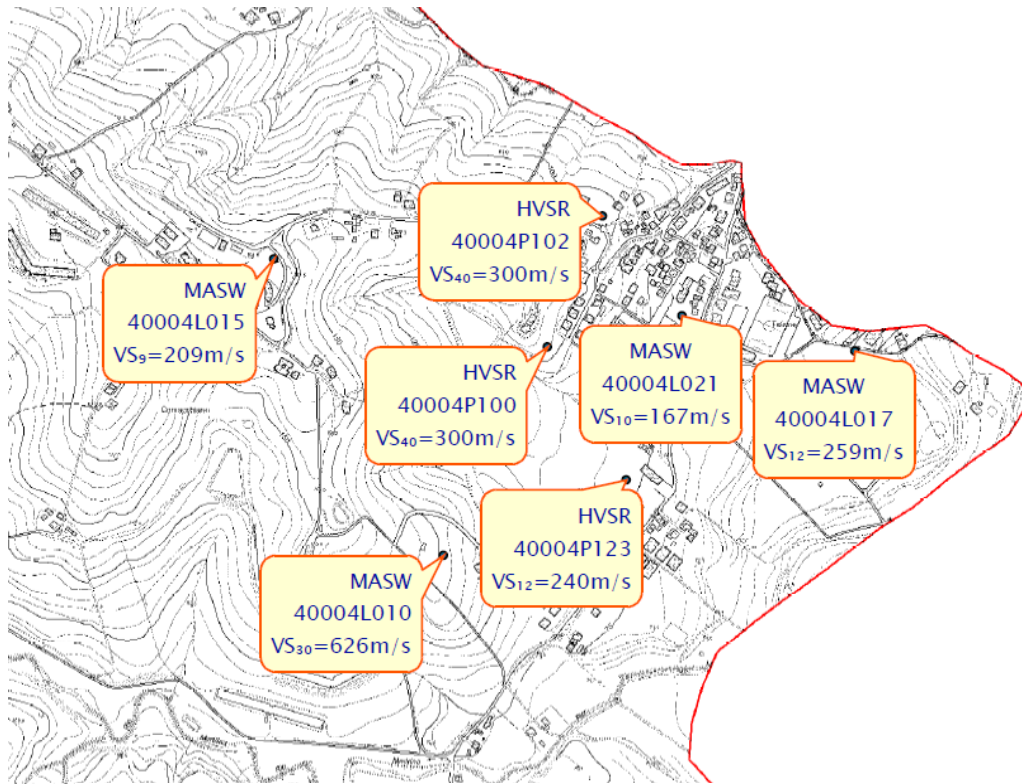 HVSR
40004P102
VS₄₀=300m/s
MASW
40004L015
VS₉=209m/s
HVSR
40004P100
VS₄₀=300m/s
MASW
40004L021
VS₁₀=167m/s
MASW
40004L017
VS₁₂=259m/s
HVSR
40004P123
VS₁₂=240m/s
MASW
40004L010
VS₃₀=626m/s